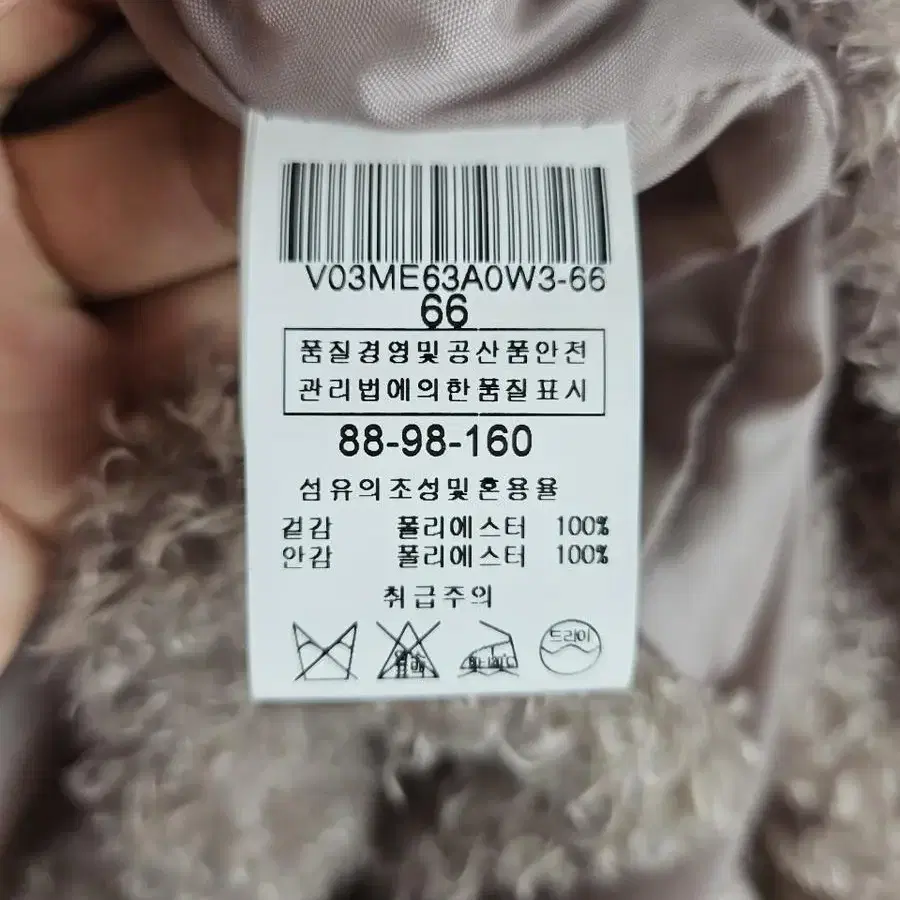 V03ME63A0W3-66
66
품질경영및공산품안전
관리법에의한품질표시
88-98-160
섬유의조성및혼용율
겉감 폴리에스터 100%
안감 폴리에스터 100%
취급주의
드라이